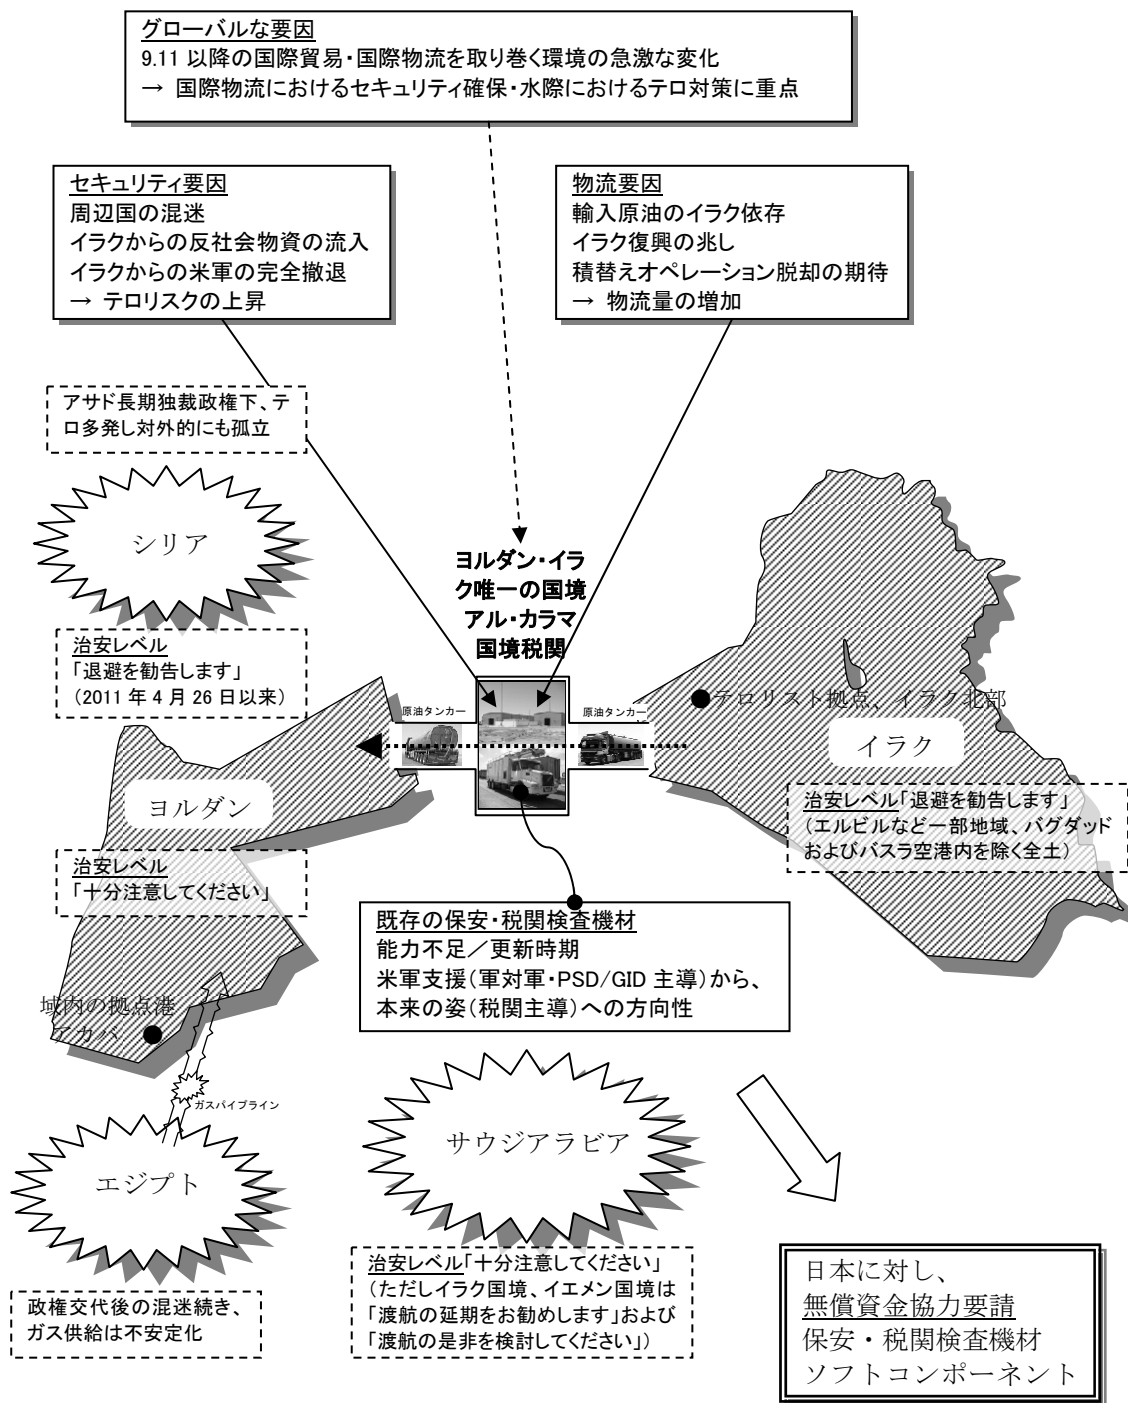 グローバルな要因
9.11 以降の国際貿易・国際物流を取り巻く環境の急激な変化
→ 国際物流におけるセキュリティ確保・水際におけるテロ対策に重点
セキュリティ要因
周辺国の混迷
イラクからの反社会物資の流入
イラクからの米軍の完全撤退
→ テロリスクの上昇
物流要因
輸入原油のイラク依存
イラク復興の兆し
積替えオペレーション脱却の期待
→ 物流量の増加
アサド長期独裁政権下、テ
ロ多発し対外的にも孤立
シリア
治安レベル
「退避を勧告します」
（2011 年 4 月 26 日以来）
ヨルダン・イラ
ク唯一の国境
アル・カラマ
国境税関
原油タンカー
原油タンカー
テロリスト拠点、イラク北部
イラク
治安レベル「退避を勧告します」
（エルビルなど一部地域、バグダッド
およびバスラ空港内を除く全土）
ヨルダン
治安レベル
「十分注意してください」
既存の保安・税関検査機材
能力不足／更新時期
米軍支援（軍対軍・PSD/GID 主導）から、
本来の姿（税関主導）への方向性
域内の拠点港
アカバ
ガスパイプライン
エジプト
政権交代後の混迷続き、
ガス供給は不安定化
サウジアラビア
治安レベル「十分注意してください」
（ただしイラク国境、イエメン国境は
「渡航の延期をお勧めします」および
「渡航の是非を検討してください」）
日本に対し、
無償資金協力要請
保安・税関検査機材
ソフトコンポーネント